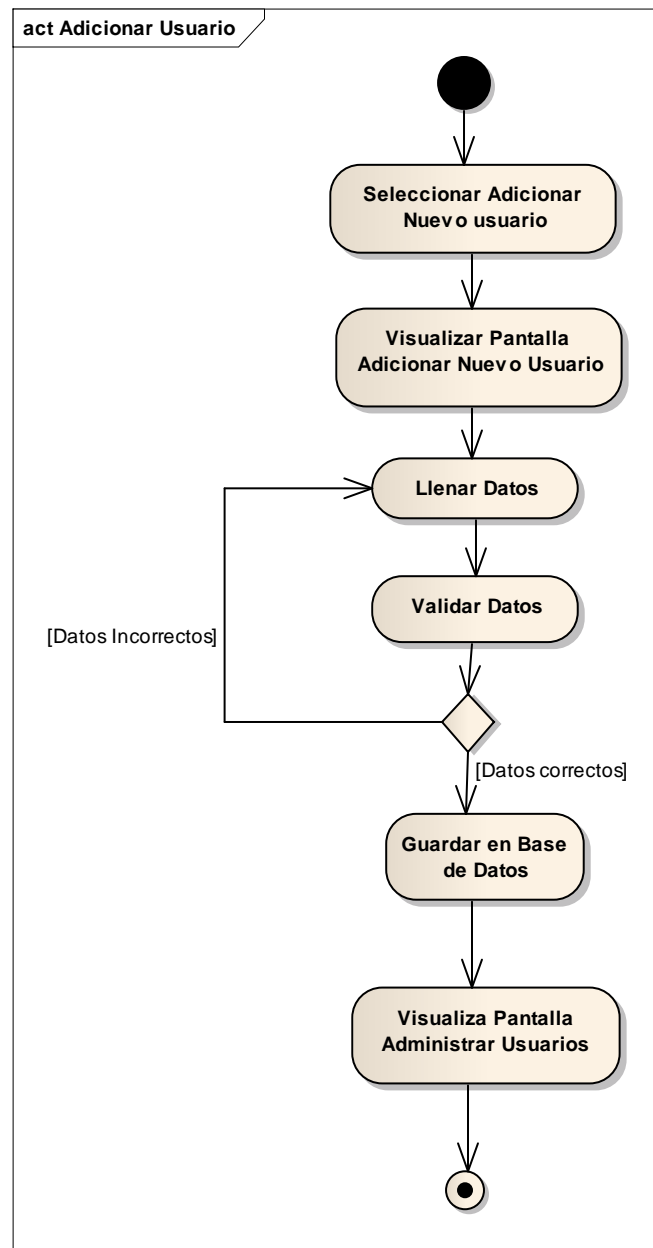 act Adicionar Usuario
Seleccionar Adicionar
Nuevo usuario
Visualizar Pantalla
Adicionar Nuevo Usuario
Llenar Datos
Validar Datos
[Datos Incorrectos]
[Datos correctos]
Guardar en Base
de Datos
Visualiza Pantalla
Administrar Usuarios